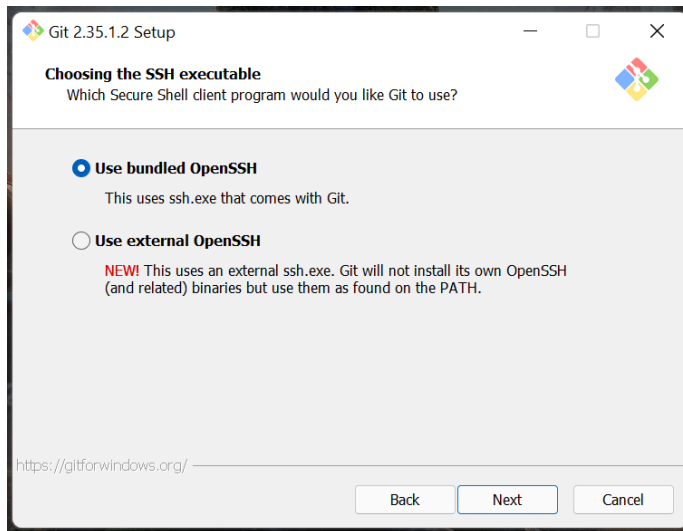 Git 2.35.1.2 Setup
Choosing the SSH executable
Which Secure Shell client program would you like Git to use?
Use bundled OpenSSH
This uses ssh.exe that comes with Git.
Use external OpenSSH
NEW! This uses an external ssh.exe. Git will not install its own OpenSSH
(and related) binaries but use them as found on the PATH.
https://gitforwindows.org/
Back Next Cancel